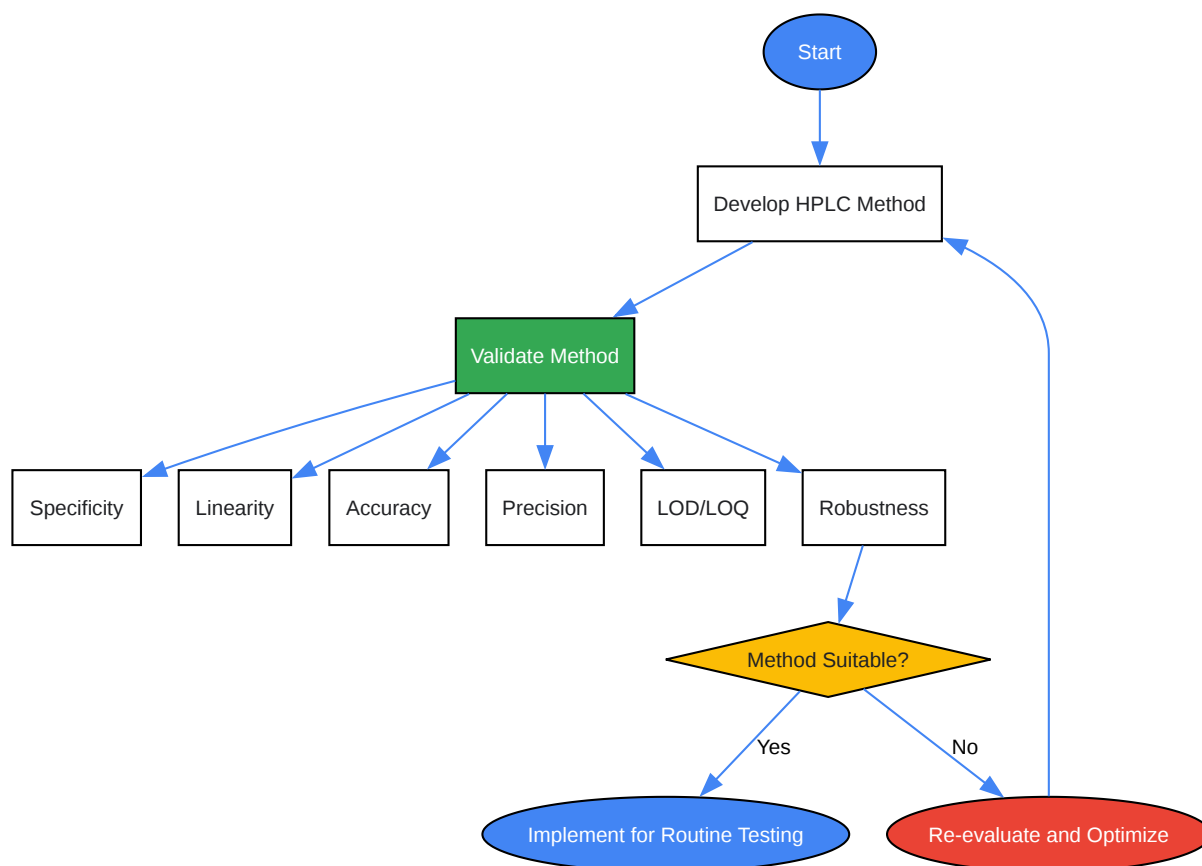 Start
Develop HPLC Method
Validate Method
Specificity
Linearity
Accuracy
Precision
LOD/LOQ
Robustness
Method Suitable?
Yes
No
Implement for Routine Testing
Re-evaluate and Optimize